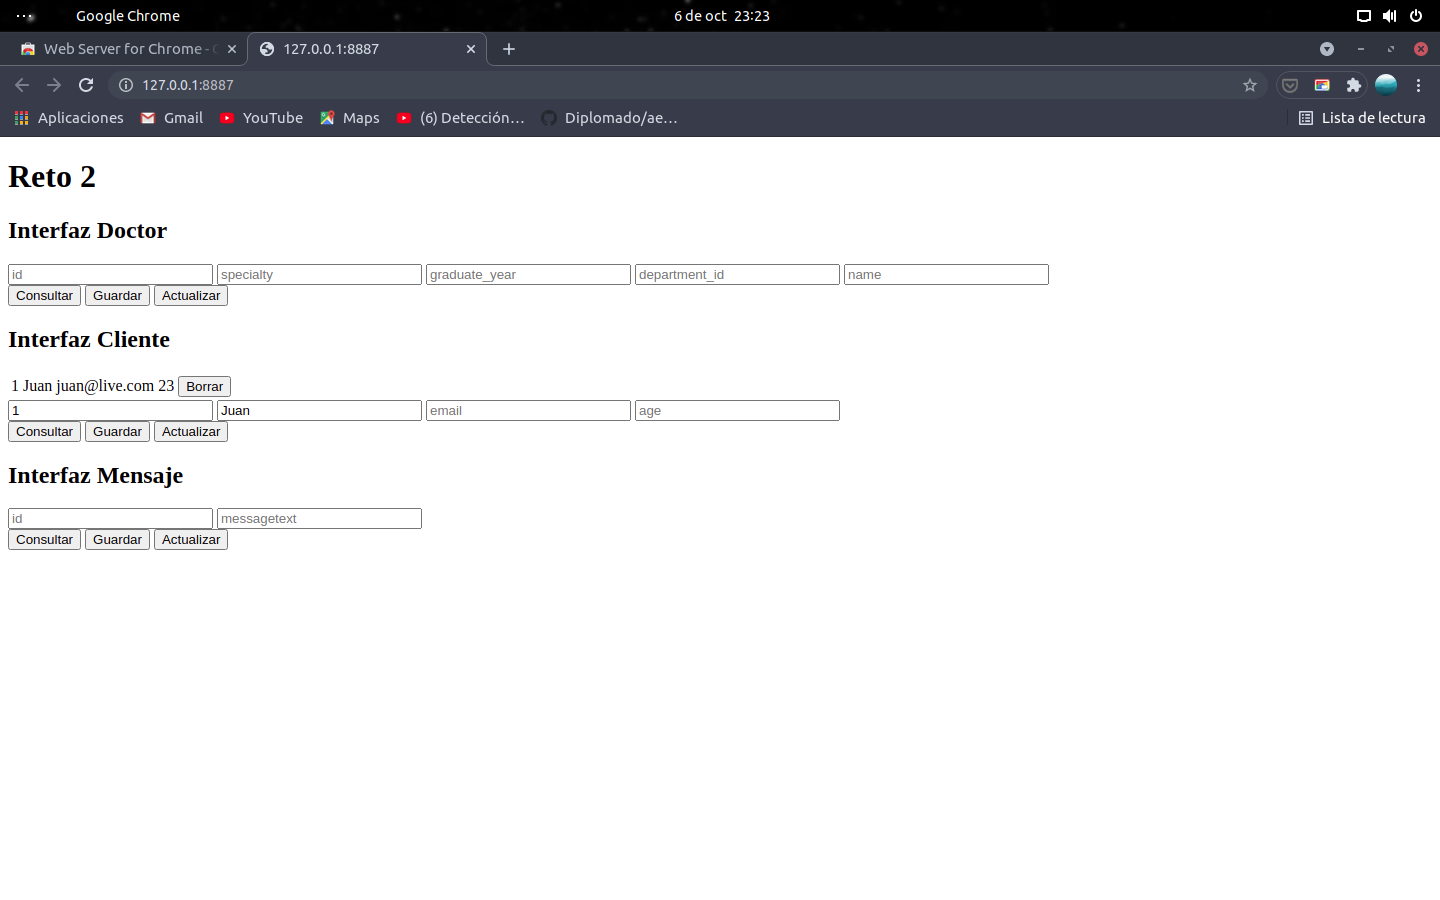 Google Chrome 6 de oct 23:23
Web Server for Chrome - 127.0.0.1:8887
127.0.0.1:8887
Aplicaciones Gmail YouTube Maps (6) Detección... Diplomado/ae... Lista de lectura
Reto 2
Interfaz Doctor
id specialty graduate_year department_id name
Consultar Guardar Actualizar
Interfaz Cliente
1 Juan juan@live.com 23 Borrar
1 Juan email age
Consultar Guardar Actualizar
Interfaz Mensaje
id messagetext
Consultar Guardar Actualizar